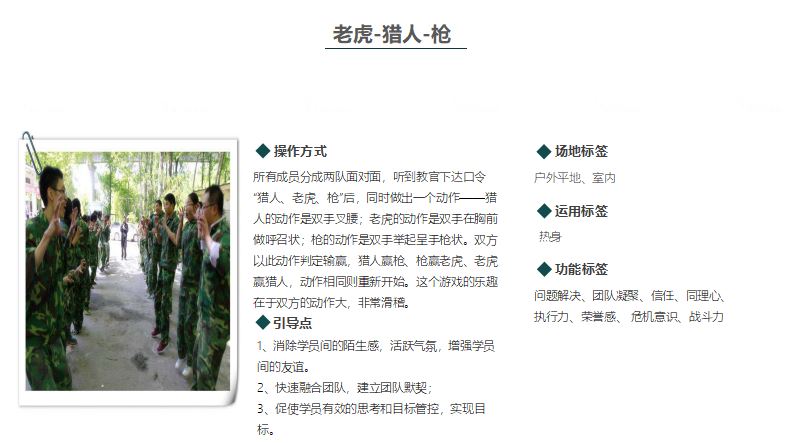 老虎-猎人-枪
操作方式
所有成员分成两队面对面，听到教官下达口令
“猎人、老虎、枪”后，同时做出一个动作——猎
人的动作是双手叉腰；老虎的动作是双手在胸前
做呼召状；枪的动作是双手举起呈手枪状。双方
以此动作判定输赢，猎人赢枪、枪赢老虎、老虎
赢猎人，动作相同则重新开始。这个游戏的乐趣
在于双方的动作大，非常滑稽。
引导点
1、消除学员间的陌生感，活跃气氛，增强学员
间的友谊。
2、快速融合团队，建立团队默契；
3、促使学员有效的思考和目标管控，实现目
标。
场地标签
户外平地、室内
运用标签
热身
功能标签
问题解决、团队凝聚、信任、同理心、
执行力、荣誉感、 危机意识、战斗力